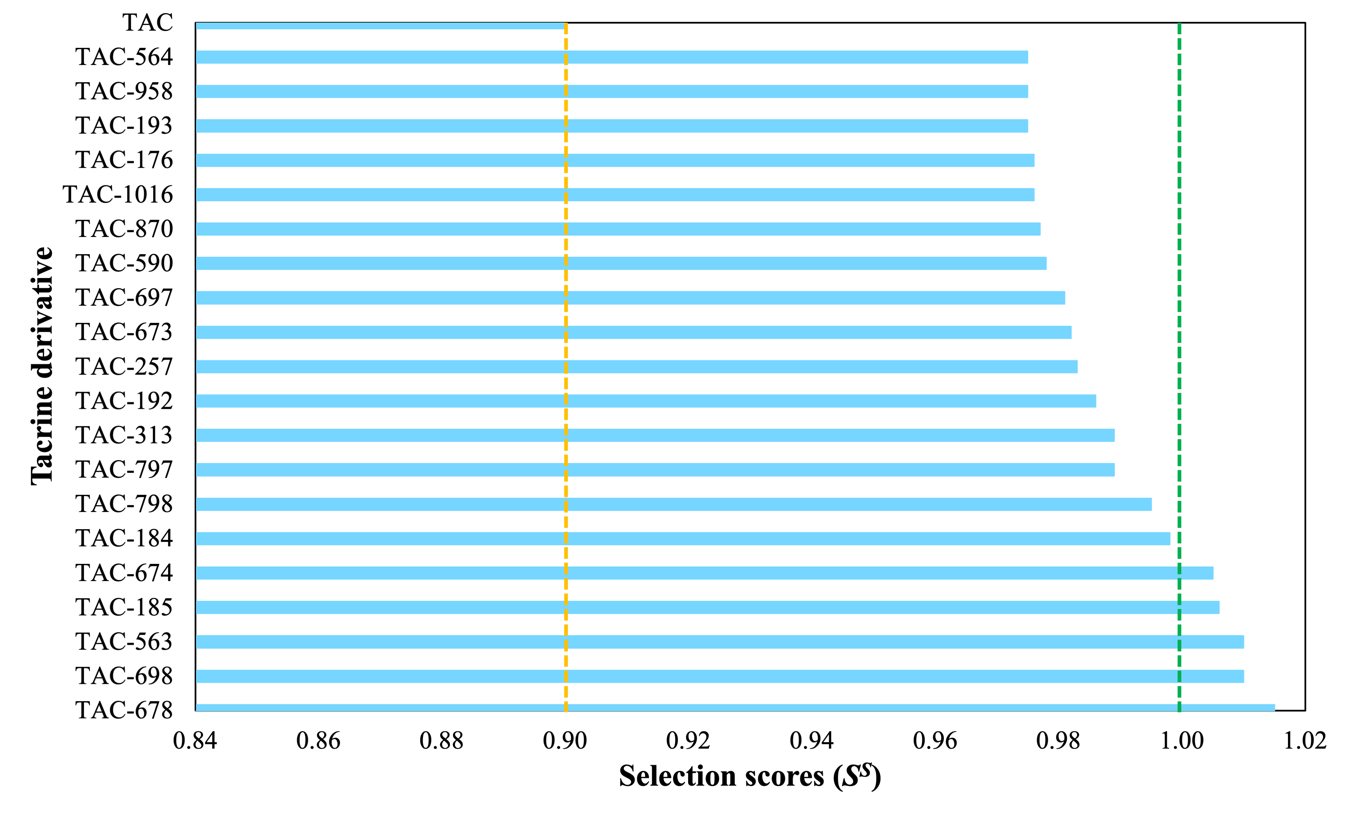 TAC
TAC-564
TAC-958
TAC-193
TAC-176
TAC-1016
TAC-870
TAC-590
TAC-697
TAC-673
TAC-257
TAC-192
TAC-313
TAC-797
TAC-798
TAC-184
TAC-674
TAC-185
TAC-563
TAC-698
TAC-678
Tacrine derivative
0.84 0.86 0.88 0.90 0.92 0.94 0.96 0.98 1.00 1.02
Selection scores (Sˢ)